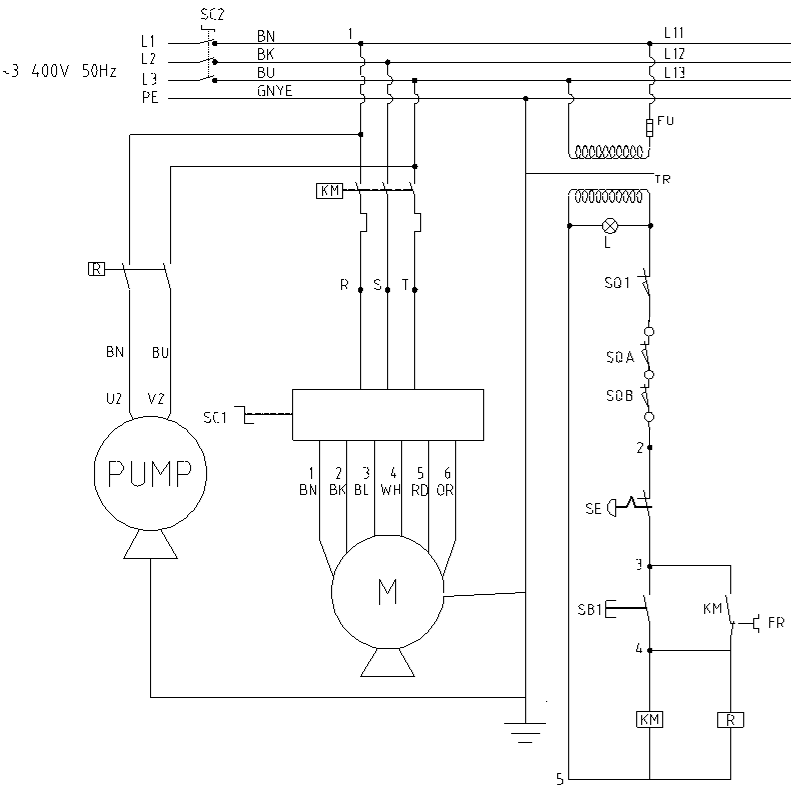 SC2
L1 BN 1 L11
L2 BK L12
~3 400V 50Hz L3 BU L13
PE GNYE
FU
TR
KM
L
R
SQ1
R S T
BN BU
SQA
U2 V2
SQB
SC1
2
PUMP
1 2 3 4 5 6
BN BK BL WH RD OR
SE
3
M
SB1 KM FR
4
KM R
5